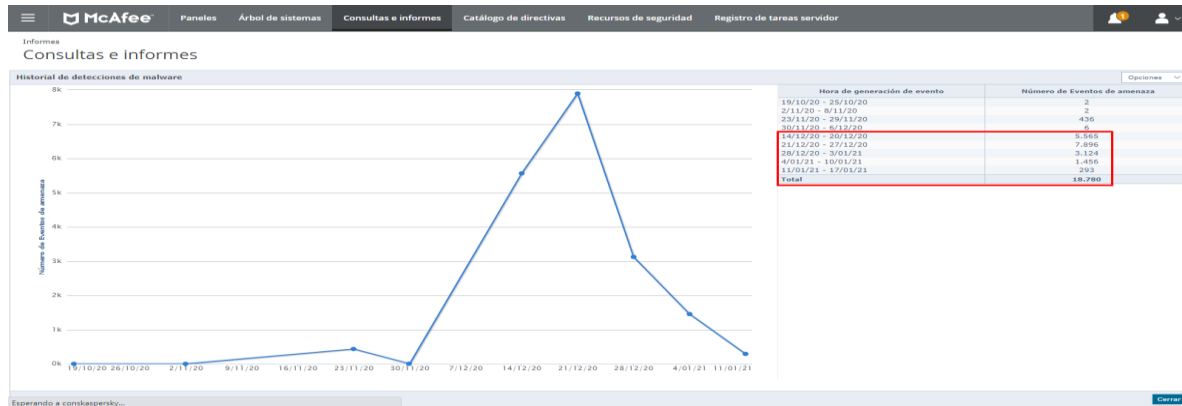 McAfee Paneles Árbol de sistemas Consultas e informes Catálogo de directivas Recursos de seguridad Registro de tareas servidor 1
Informes
Consultas e informes
Historial de detecciones de malware Opciones
8k
7k
6k
5k
4k
3k
2k
1k
0k
Número de Eventos de amenaza
19/10/20 26/10/20 2/11/20 9/11/20 16/11/20 23/11/20 30/11/20 7/12/20 14/12/20 21/12/20 28/12/20 4/01/21 11/01/21
Hora de generación de evento Número de Eventos de amenaza
19/10/20 - 25/10/20 2
2/11/20 - 8/11/20 2
23/11/20 - 29/11/20 436
30/11/20 - 6/12/20 6
14/12/20 - 20/12/20 5.565
21/12/20 - 27/12/20 7.896
28/12/20 - 3/01/21 3.124
4/01/21 - 10/01/21 1.456
11/01/21 - 17/01/21 293
Total 18.780
Esperando a conskaspersky...
Cerrar